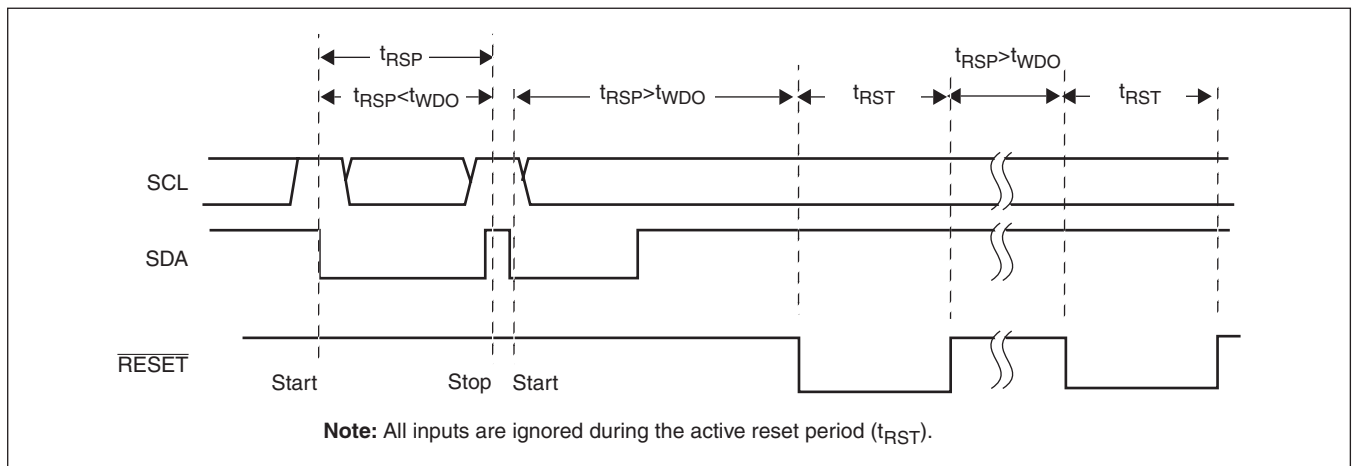 tRSP
tRSP<tWDO
tRSP>tWDO
tRST
tRSP>tWDO
tRST
SCL
SDA
RESET
Start
Stop
Start
Note: All inputs are ignored during the active reset period (tRST).